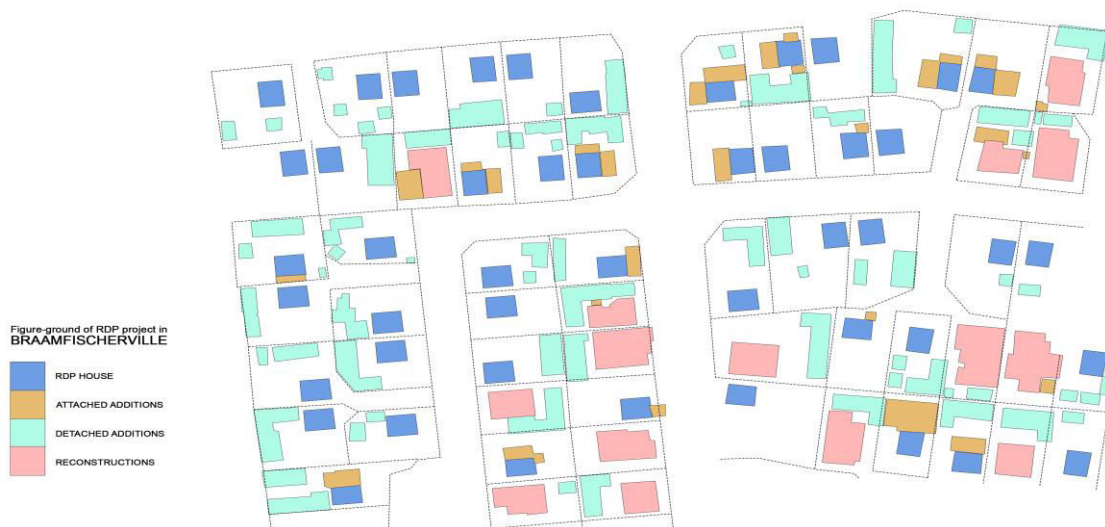 Figure-ground of RDP project in
BRAAMFISCHERVILLE
RDP HOUSE
ATTACHED ADDITIONS
DETACHED ADDITIONS
RECONSTRUCTIONS